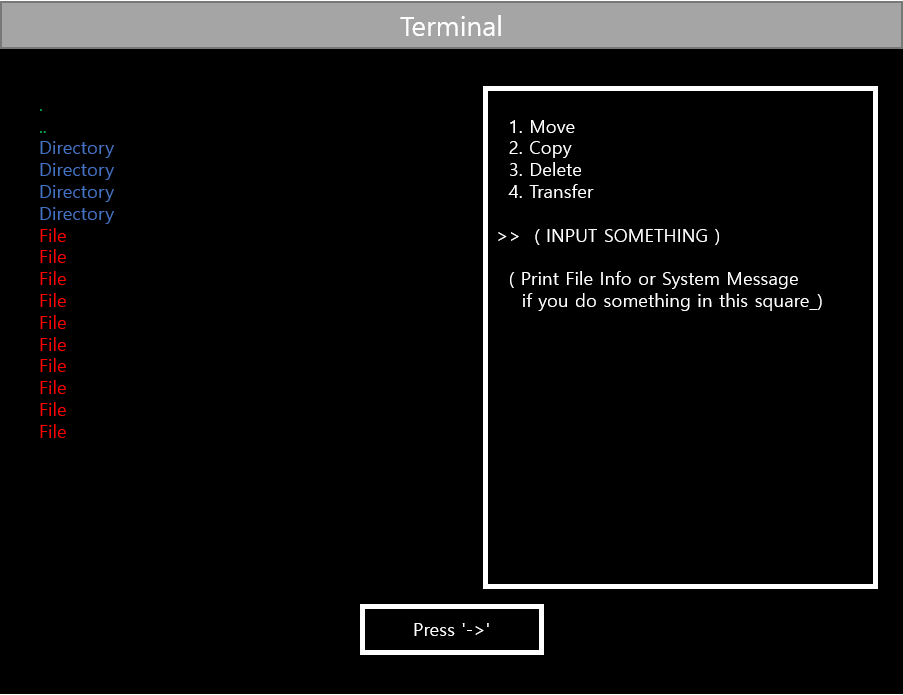 Terminal
.
..
Directory
Directory
Directory
Directory
File
File
File
File
File
File
File
File
File
File
1. Move
2. Copy
3. Delete
4. Transfer
>> ( INPUT SOMETHING )
( Print File Info or System Message
if you do something in this square_)
Press '->'